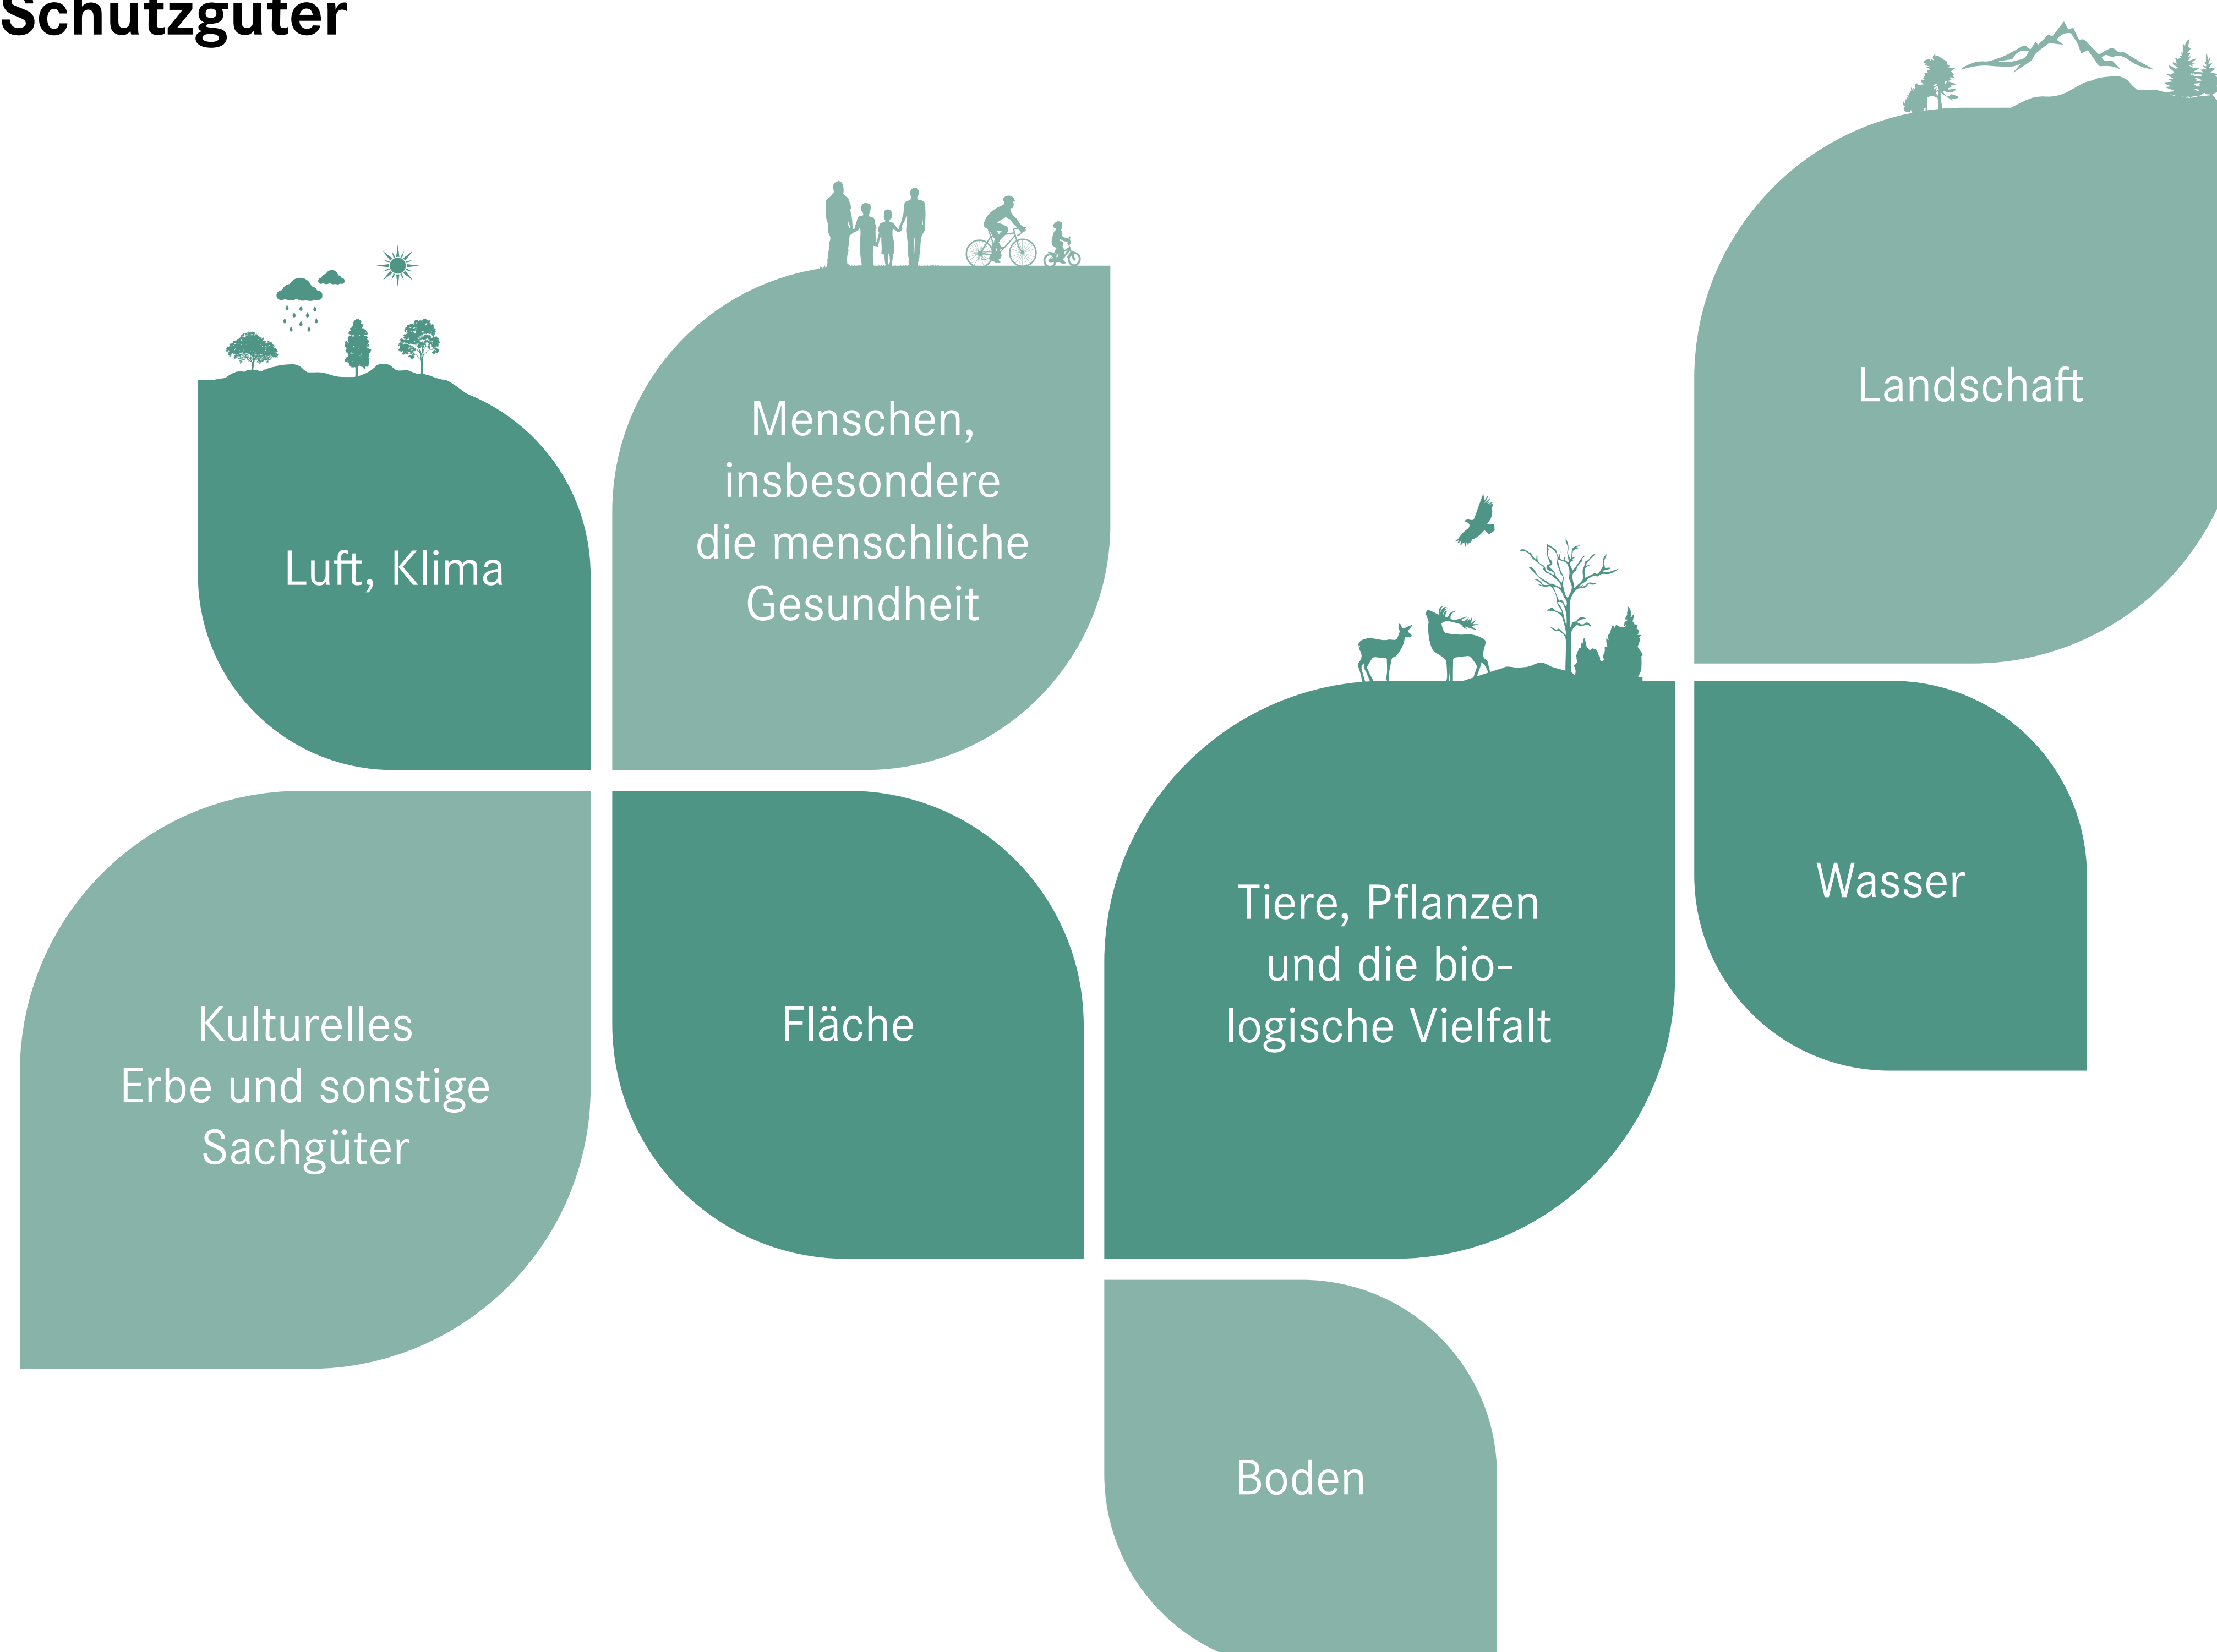 Schutzgüter
Luft, Klima
Menschen,
insbesondere
die menschliche
Gesundheit
Landschaft
Kulturelles
Erbe und sonstige
Sachgüter
Fläche
Tiere, Pflanzen
und die bio-
logische Vielfalt
Wasser
Boden